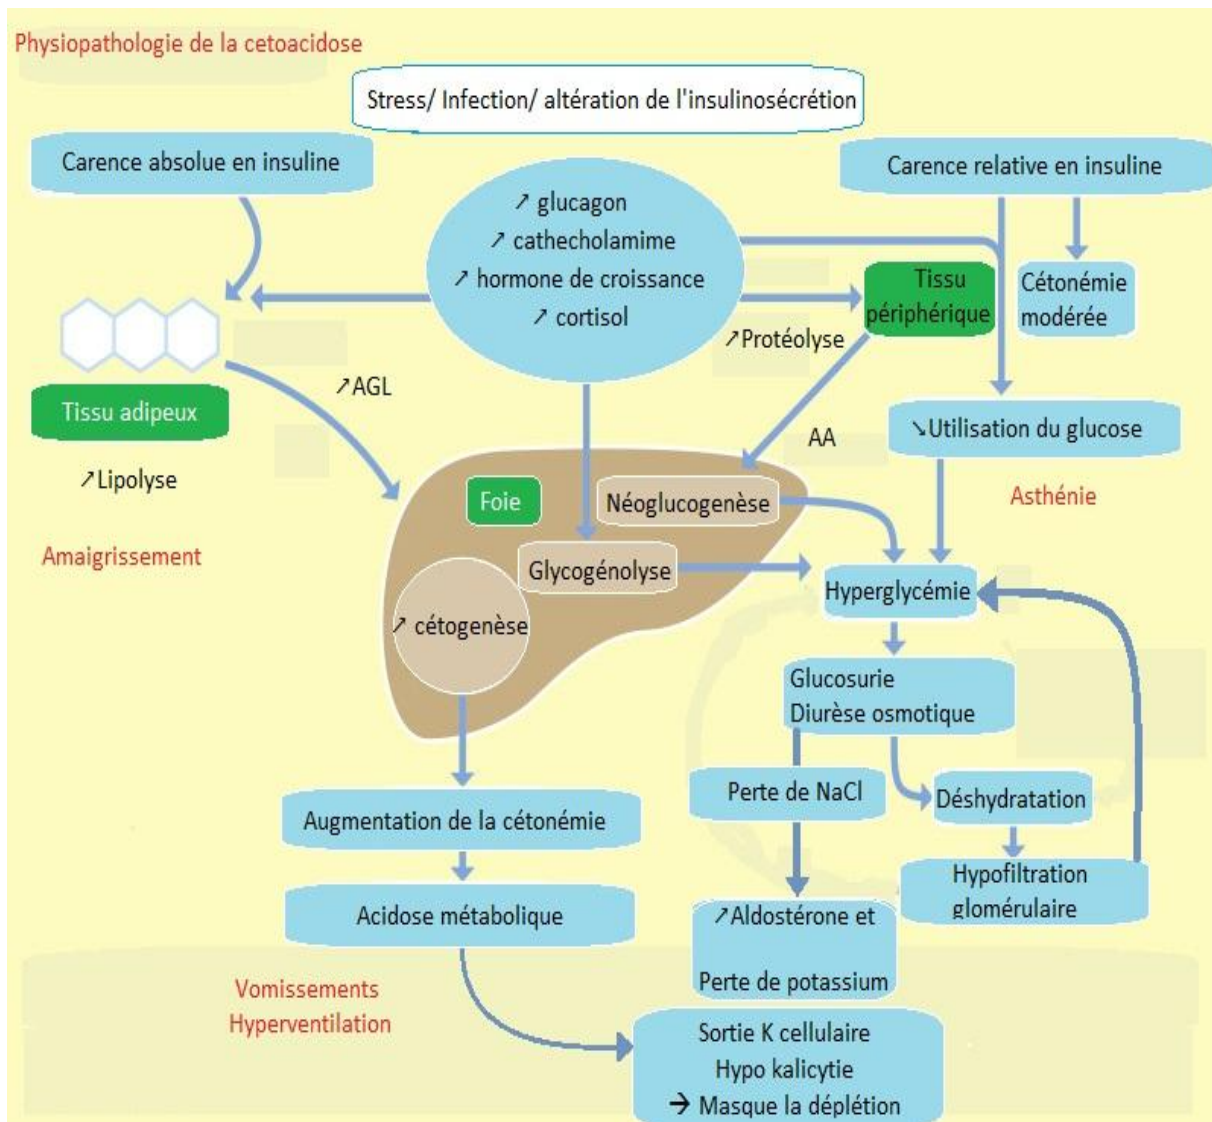 Physiopathologie de la cetoacidose
Stress/ Infection/ altération de l'insulinosécrétion
Carence absolue en insuline
Carence relative en insuline
↗ glucagon
↗ cathecholamime
↗ hormone de croissance
↗ cortisol
Tissu
périphérique
Cétonémie
modérée
↗Protéolyse
↗AGL
Tissu adipeux
↘Utilisation du glucose
AA
↗Lipolyse
Foie
Néoglucogenèse
Asthénie
Amaigrissement
Glycogénolyse
Hyperglycémie
↗ cétogenèse
Glucosurie
Diurèse osmotique
Perte de NaCl
Déshydratation
Augmentation de la cétonémie
Hypofiltration
glomérulaire
Acidose métabolique
↗Aldostérone et
Perte de potassium
Vomissements
Hyperventilation
Sortie K cellulaire
Hypo kalicytie
→ Masque la déplétion